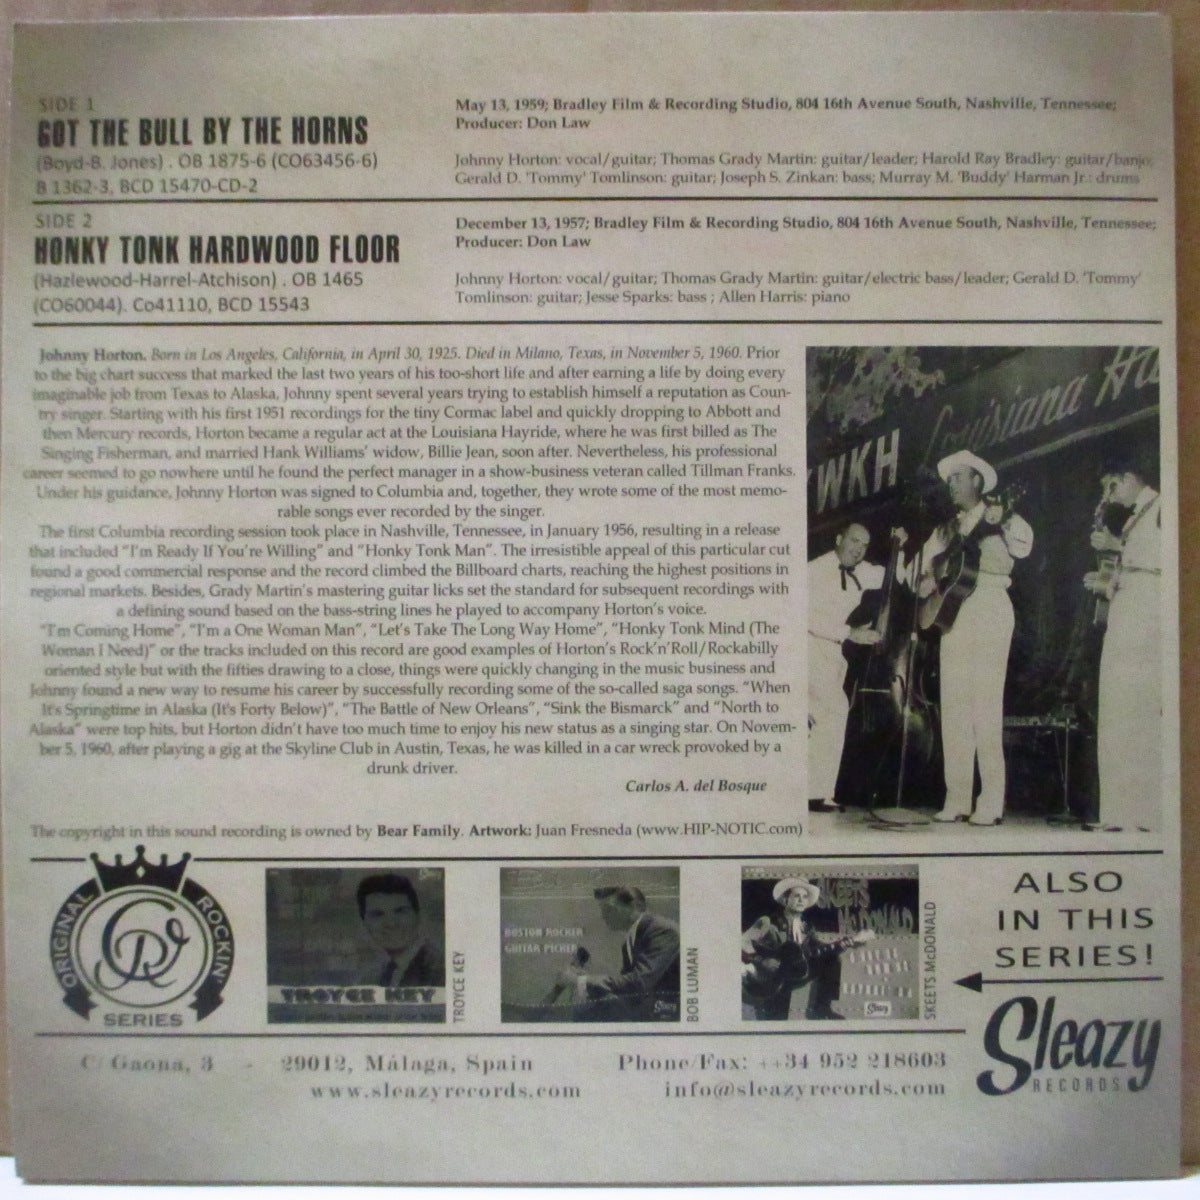 SIDE 1
GOT THE BULL BY THE HORNS
(Boyd-B. Jones) . OB 1875-6 (CO63456-6)
B 1362-3, BCD 15470-CD-2
May 13, 1959; Bradley Film & Recording Studio, 804 16th Avenue South, Nashville, Tennessee;
Producer: Don Law
Johnny Horton: vocal/guitar; Thomas Grady Martin: guitar/leader; Harold Ray Bradley: guitar/banjo;
Gerald D. 'Tommy' Tomlinson: guitar; Joseph S. Zinkan: bass; Murray M. 'Buddy' Harman Jr.: drums
SIDE 2
HONKY TONK HARDWOOD FLOOR
(Hazlewood-Harrel-Atchison) . OB 1465
(CO60044). Co41110, BCD 15543
December 13, 1957; Bradley Film & Recording Studio, 804 16th Avenue South, Nashville, Tennessee;
Producer: Don Law
Johnny Horton: vocal/guitar; Thomas Grady Martin: guitar/electric bass/leader; Gerald D. 'Tommy'
Tomlinson: guitar; Jesse Sparks: bass ; Allen Harris: piano
Johnny Horton. Born in Los Angeles, California, in April 30, 1925. Died in Milano, Texas, in November 5, 1960. Prior
to the big chart success that marked the last two years of his too-short life and after earning a life by doing every
imaginable job from Texas to Alaska, Johnny spent several years trying to establish himself a reputation as Coun-
try singer. Starting with his first 1951 recordings for the tiny Cormac label and quickly dropping to Abbott and
then Mercury records, Horton became a regular act at the Louisiana Hayride, where he was first billed as The
Singing Fisherman, and married Hank Williams' widow, Billie Jean, soon after. Nevertheless, his professional
career seemed to go nowhere until he found the perfect manager in a show-business veteran called Tillman Franks.
Under his guidance, Johnny Horton was signed to Columbia and, together, they wrote some of the most memo-
rable songs ever recorded by the singer.
The first Columbia recording session took place in Nashville, Tennessee, in January 1956, resulting in a release
that included "I'm Ready If You're Willing" and "Honky Tonk Man". The irresistible appeal of this particular cut
found a good commercial response and the record climbed the Billboard charts, reaching the highest positions in
regional markets. Besides, Grady Martin's mastering guitar licks set the standard for subsequent recordings with
a defining sound based on the bass-string lines he played to accompany Horton's voice.
"I'm Coming Home", "I'm a One Woman Man", "Let's Take The Long Way Home", "Honky Tonk Mind (The
Woman I Need)" or the tracks included on this record are good examples of Horton's Rock'n'Roll/Rockabilly
oriented style but with the fifties drawing to a close, things were quickly changing in the music business and
Johnny found a new way to resume his career by successfully recording some of the so-called saga songs. "When
It's Springtime in Alaska (It's Forty Below)", "The Battle of New Orleans", "Sink the Bismarck" and "North to
Alaska" were top hits, but Horton didn't have too much time to enjoy his new status as a singing star. On Novem-
ber 5, 1960, after playing a gig at the Skyline Club in Austin, Texas, he was killed in a car wreck provoked by a
drunk driver.
Carlos A. del Bosque
The copyright in this sound recording is owned by Bear Family. Artwork: Juan Fresneda (www.HIP-NOTIC.com)
KWKH
Louisiana Ha
ORIGINAL ROCKIN'
SERIES
TROYCE KEY
TROYCE KEY
BOSTON ROCKER
GUITAR PICKER
Sleazy
BOB LUMAN
SKEETS
McDONALD
Sleazy
SKEETS McDONALD
ALSO
IN THIS
SERIES!
Sleazy
RECORDS
C/ Gaona, 3 - 29012, Málaga, Spain
Phone/Fax: ++34 952 218603
www.sleazyrecords.com
info@sleazyrecords.com